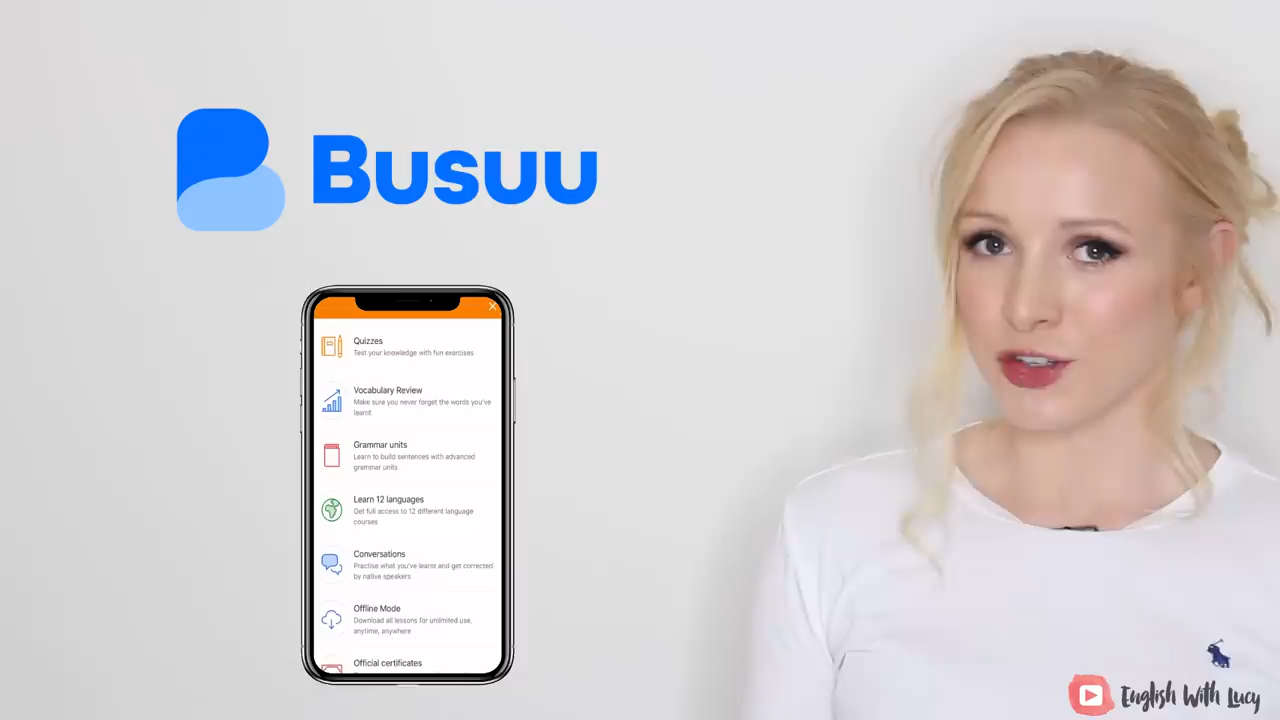 Busuu
Quizzes
Test your knowledge with fun exercises
Vocabulary Review
Make sure you never forget the words you've
learnt
Grammar units
Learn to build sentences with advanced
grammar units
Learn 12 languages
Get full access to 12 different language
courses
Conversations
Practise what you've learnt and get corrected
by native speakers
Offline Mode
Download all lessons for unlimited use,
anytime, anywhere
Official certificates
English With Lucy